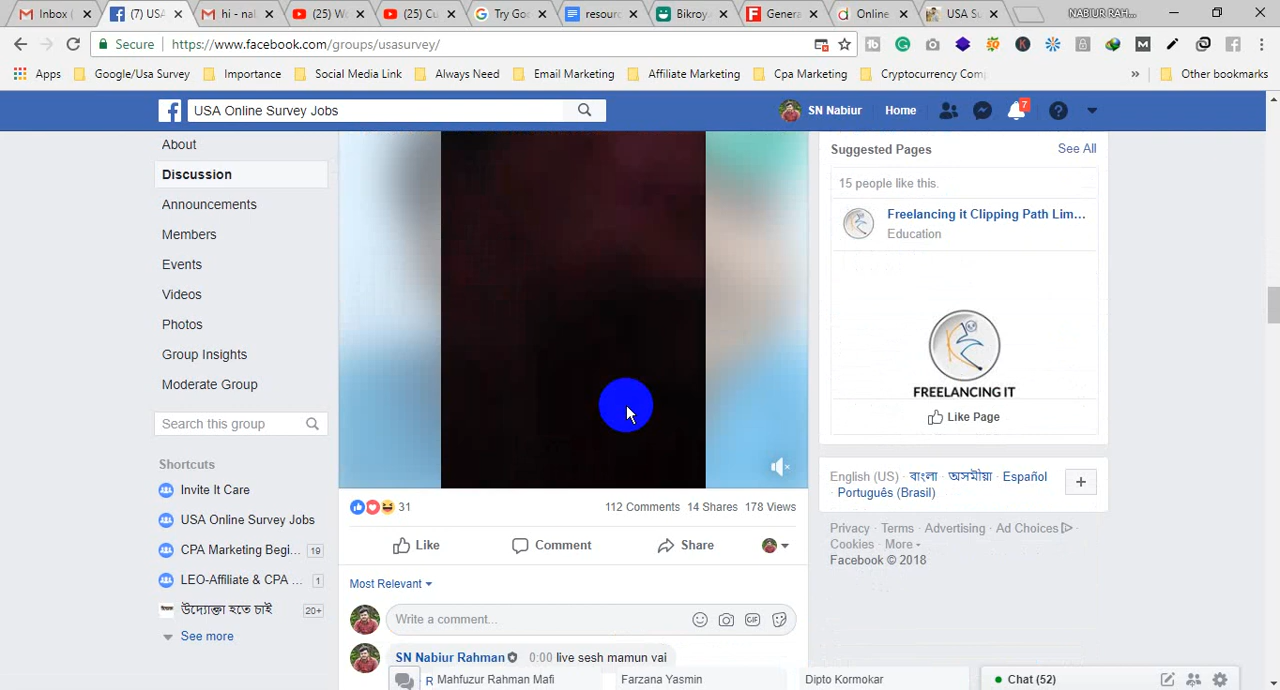 Inbox (
(7) USA
hi - nal
(25) W
(25) Cu
Try Goo
resourc
Bikroy.
Genera
Online
USA Su
NABIUR RAH...
Secure
https://www.facebook.com/groups/usasurvey/
Apps
Google/Usa Survey
Importance
Social Media Link
Always Need
Email Marketing
Affiliate Marketing
Cpa Marketing
Cryptocurrency Com
»
Other bookmarks
USA Online Survey Jobs
SN Nabiur
Home
7
About
Discussion
Announcements
Members
Events
Videos
Photos
Group Insights
Moderate Group
Search this group
Shortcuts
Invite It Care
USA Online Survey Jobs
CPA Marketing Begi... 19
LEO-Affiliate & CPA ... 1
উদ্যোক্তা হতে চাই 20+
See more
31
112 Comments 14 Shares 178 Views
Like
Comment
Share
Most Relevant
Write a comment...
GIF
SN Nabiur Rahman 0:00 live sesh mamun vai
R Mahfuzur Rahman Mafi
Farzana Yasmin
Dipto Kormokar
Suggested Pages
See All
15 people like this.
Freelancing it Clipping Path Lim...
Education
FREELANCING IT
Like Page
English (US) · বাংলা · অসমীয়া · Español ·
Português (Brasil)
Privacy · Terms · Advertising · Ad Choices ·
Cookies · More
Facebook © 2018
Chat (52)